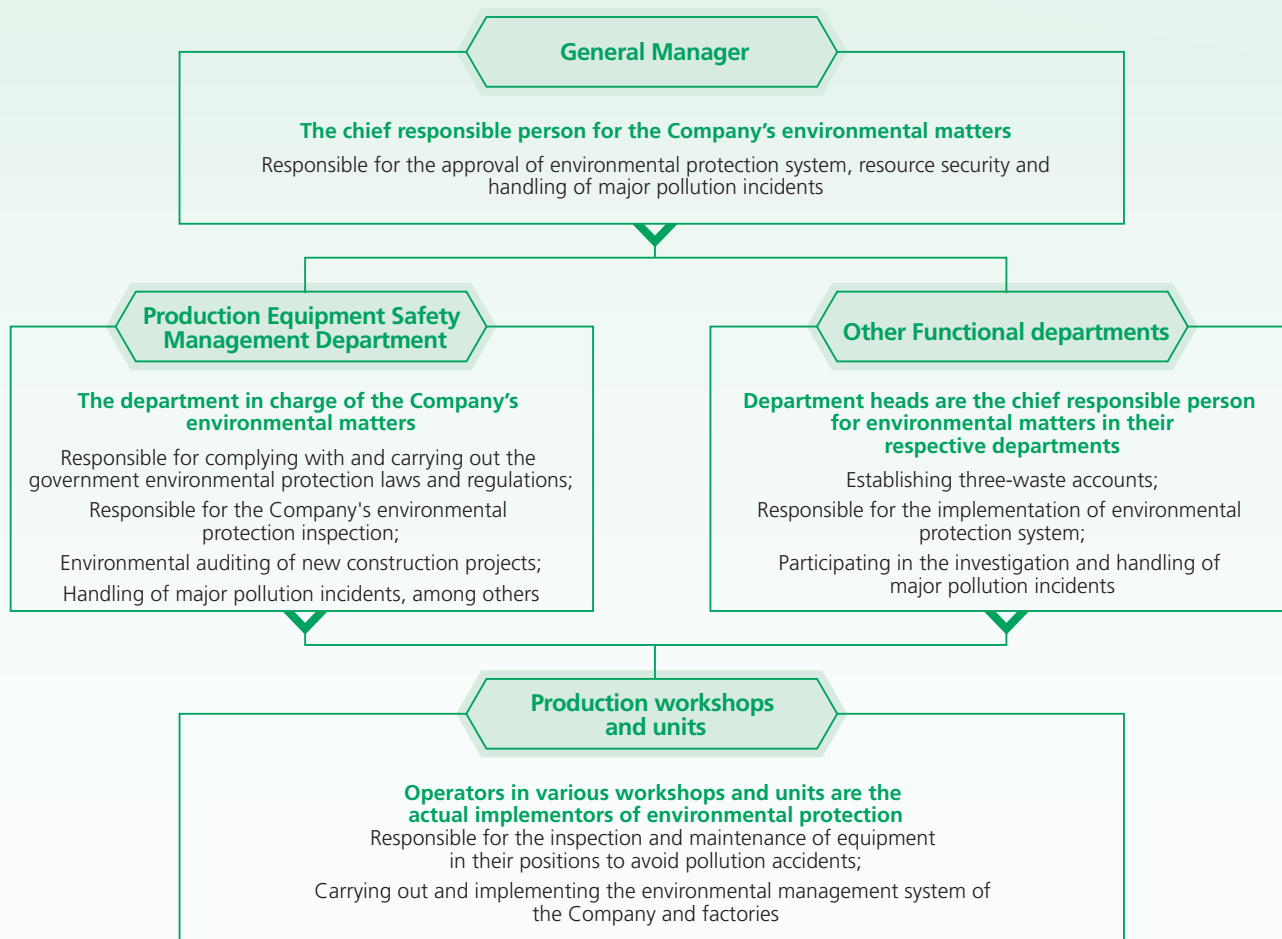 General Manager
The chief responsible person for the Company’s environmental matters
Responsible for the approval of environmental protection system, resource security and
handling of major pollution incidents
Production Equipment Safety
Management Department
The department in charge of the Company’s
environmental matters
Responsible for complying with and carrying out the
government environmental protection laws and regulations;
Responsible for the Company's environmental
protection inspection;
Environmental auditing of new construction projects;
Handling of major pollution incidents, among others
Other Functional departments
Department heads are the chief responsible person
for environmental matters in their
respective departments
Establishing three-waste accounts;
Responsible for the implementation of environmental
protection system;
Participating in the investigation and handling of
major pollution incidents
Production workshops
and units
Operators in various workshops and units are the
actual implementors of environmental protection
Responsible for the inspection and maintenance of equipment
in their positions to avoid pollution accidents;
Carrying out and implementing the environmental management system of
the Company and factories